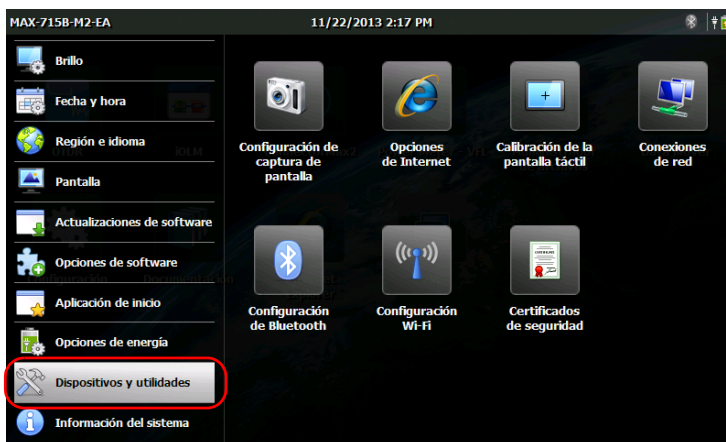 MAX-715B-M2-EA
11/22/2013 2:17 PM
Brillo
Fecha y hora
Región e idioma
Pantalla
Actualizaciones de software
Opciones de software
Aplicación de inicio
Opciones de energía
Dispositivos y utilidades
Información del sistema
Configuración de
captura de
pantalla
Opciones
de Internet
Calibración de la
pantalla táctil
Conexiones
de red
Configuración
de Bluetooth
Configuración
Wi-Fi
Certificados
de seguridad